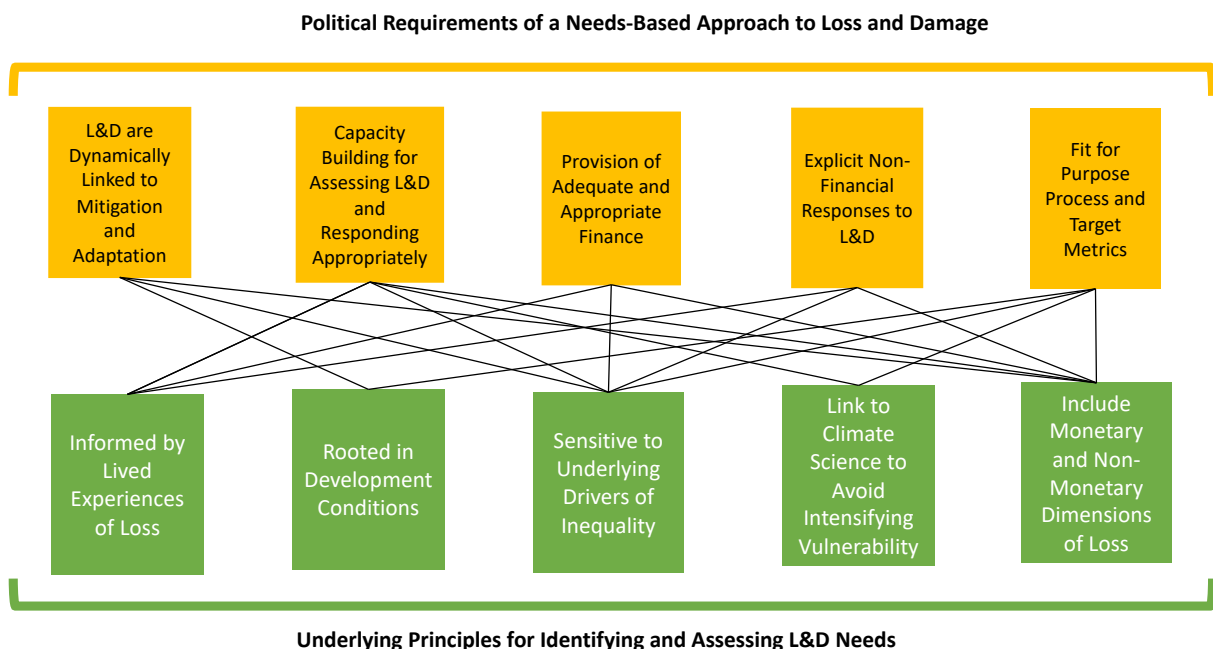 Political Requirements of a Needs-Based Approach to Loss and Damage
L&D are
Dynamically
Linked to
Mitigation
and
Adaptation
Capacity
Building for
Assessing L&D
and
Responding
Appropriately
Provision of
Adequate and
Appropriate
Finance
Explicit Non-
Financial
Responses to
L&D
Fit for
Purpose
Process and
Target
Metrics
Informed by
Lived
Experiences
of Loss
Rooted in
Development
Conditions
Sensitive to
Underlying
Drivers of
Inequality
Link to
Climate
Science to
Avoid
Intensifying
Vulnerability
Include
Monetary
and Non-
Monetary
Dimensions
of Loss
Underlying Principles for Identifying and Assessing L&D Needs